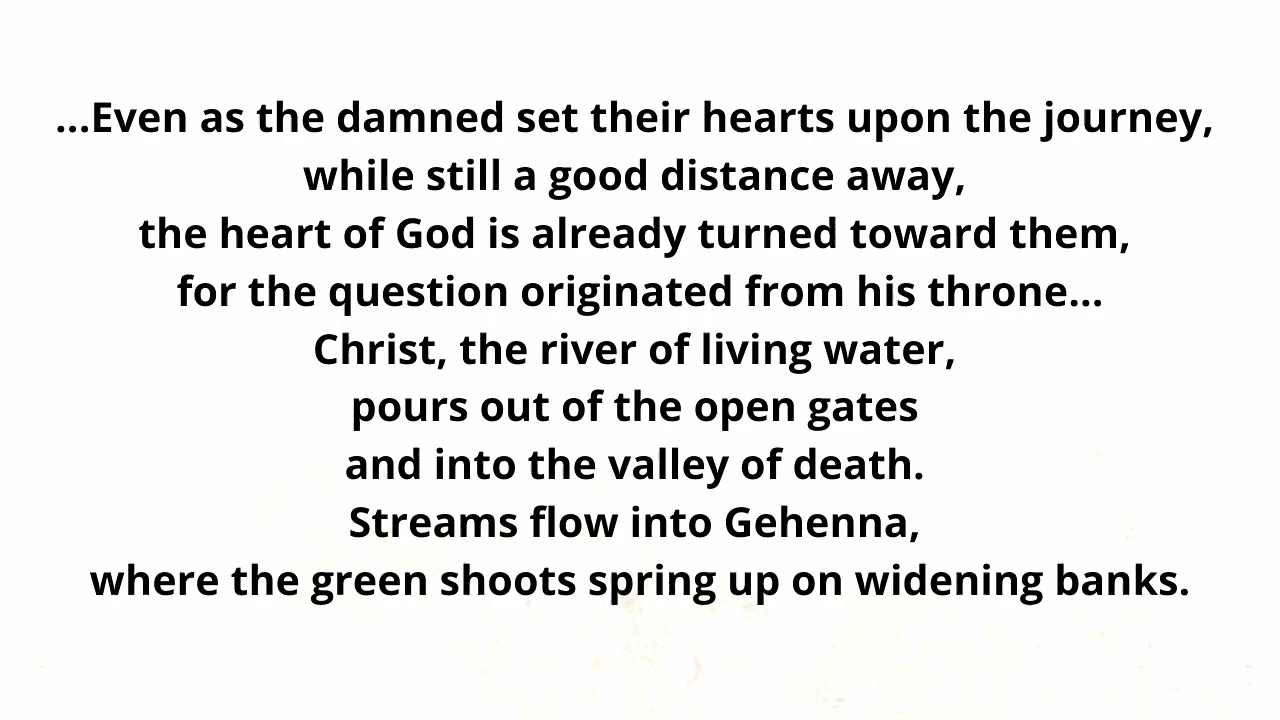 ...Even as the damned set their hearts upon the journey,
while still a good distance away,
the heart of God is already turned toward them,
for the question originated from his throne...
Christ, the river of living water,
pours out of the open gates
and into the valley of death.
Streams flow into Gehenna,
where the green shoots spring up on widening banks.